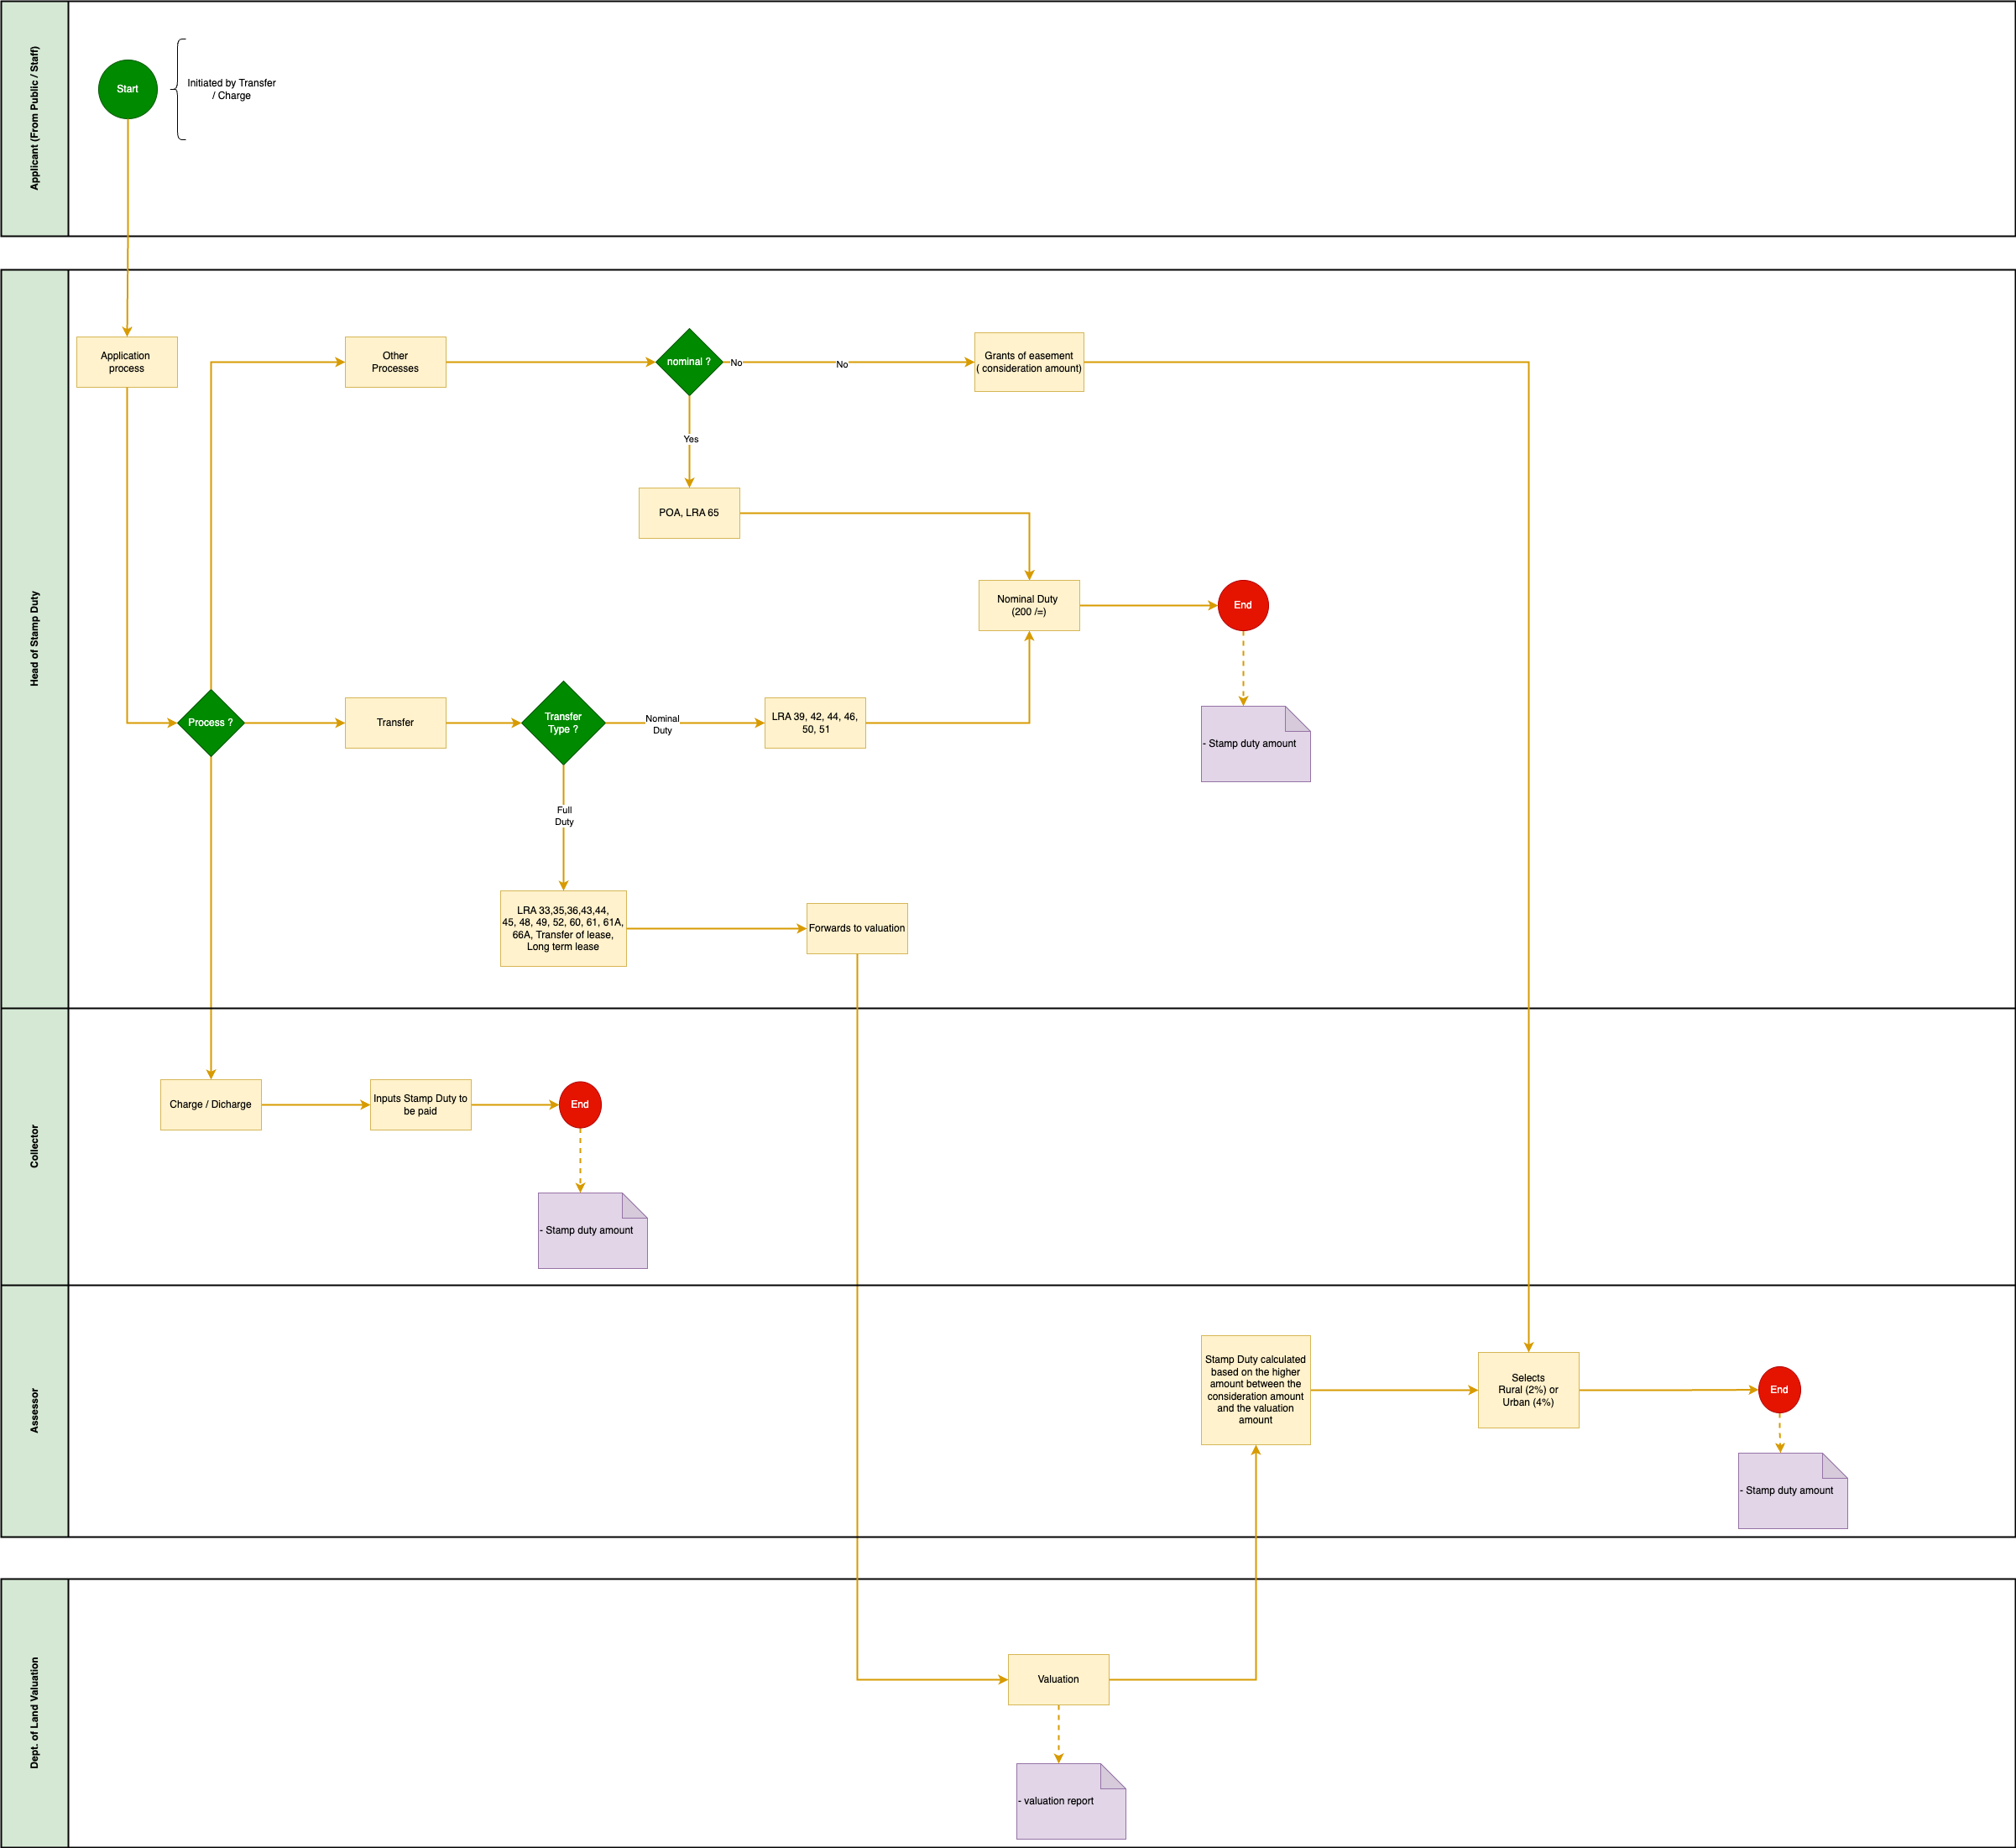 Applicant (From Public / Staff)
Start
Initiated by Transfer
/ Charge
Head of Stamp Duty
Application
process
Other
Processes
nominal ?
No
No
Grants of easement
( consideration amount)
Yes
POA, LRA 65
Nominal Duty
(200 /=)
End
- Stamp duty amount
Process ?
Transfer
Transfer
Type ?
Nominal
Duty
LRA 39, 42, 44, 46,
50, 51
Full
Duty
LRA 33,35,36,43,44,
45, 48, 49, 52, 60, 61, 61A,
66A, Transfer of lease,
Long term lease
Forwards to valuation
Collector
Charge / Dicharge
Inputs Stamp Duty to
be paid
End
- Stamp duty amount
Assessor
Stamp Duty calculated
based on the higher
amount between the
consideration amount
and the valuation
amount
Selects
Rural (2%) or
Urban (4%)
End
- Stamp duty amount
Dept. of Land Valuation
Valuation
- valuation report